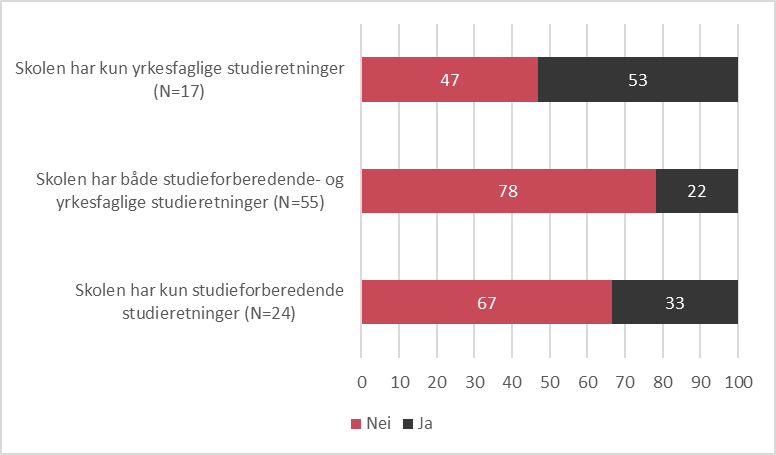 Skolen har kun yrkesfaglige studieretninger
(N=17)
47
53
Skolen har både studieforberedende- og
yrkesfaglige studieretninger (N=55)
78
22
Skolen har kun studieforberedende
studieretninger (N=24)
67
33
0 10 20 30 40 50 60 70 80 90 100
Nei Ja